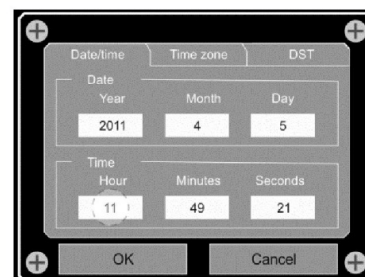 Date/time Time zone DST
Date
Year Month Day
2011 4 5
Time
Hour Minutes Seconds
11 49 21
OK Cancel